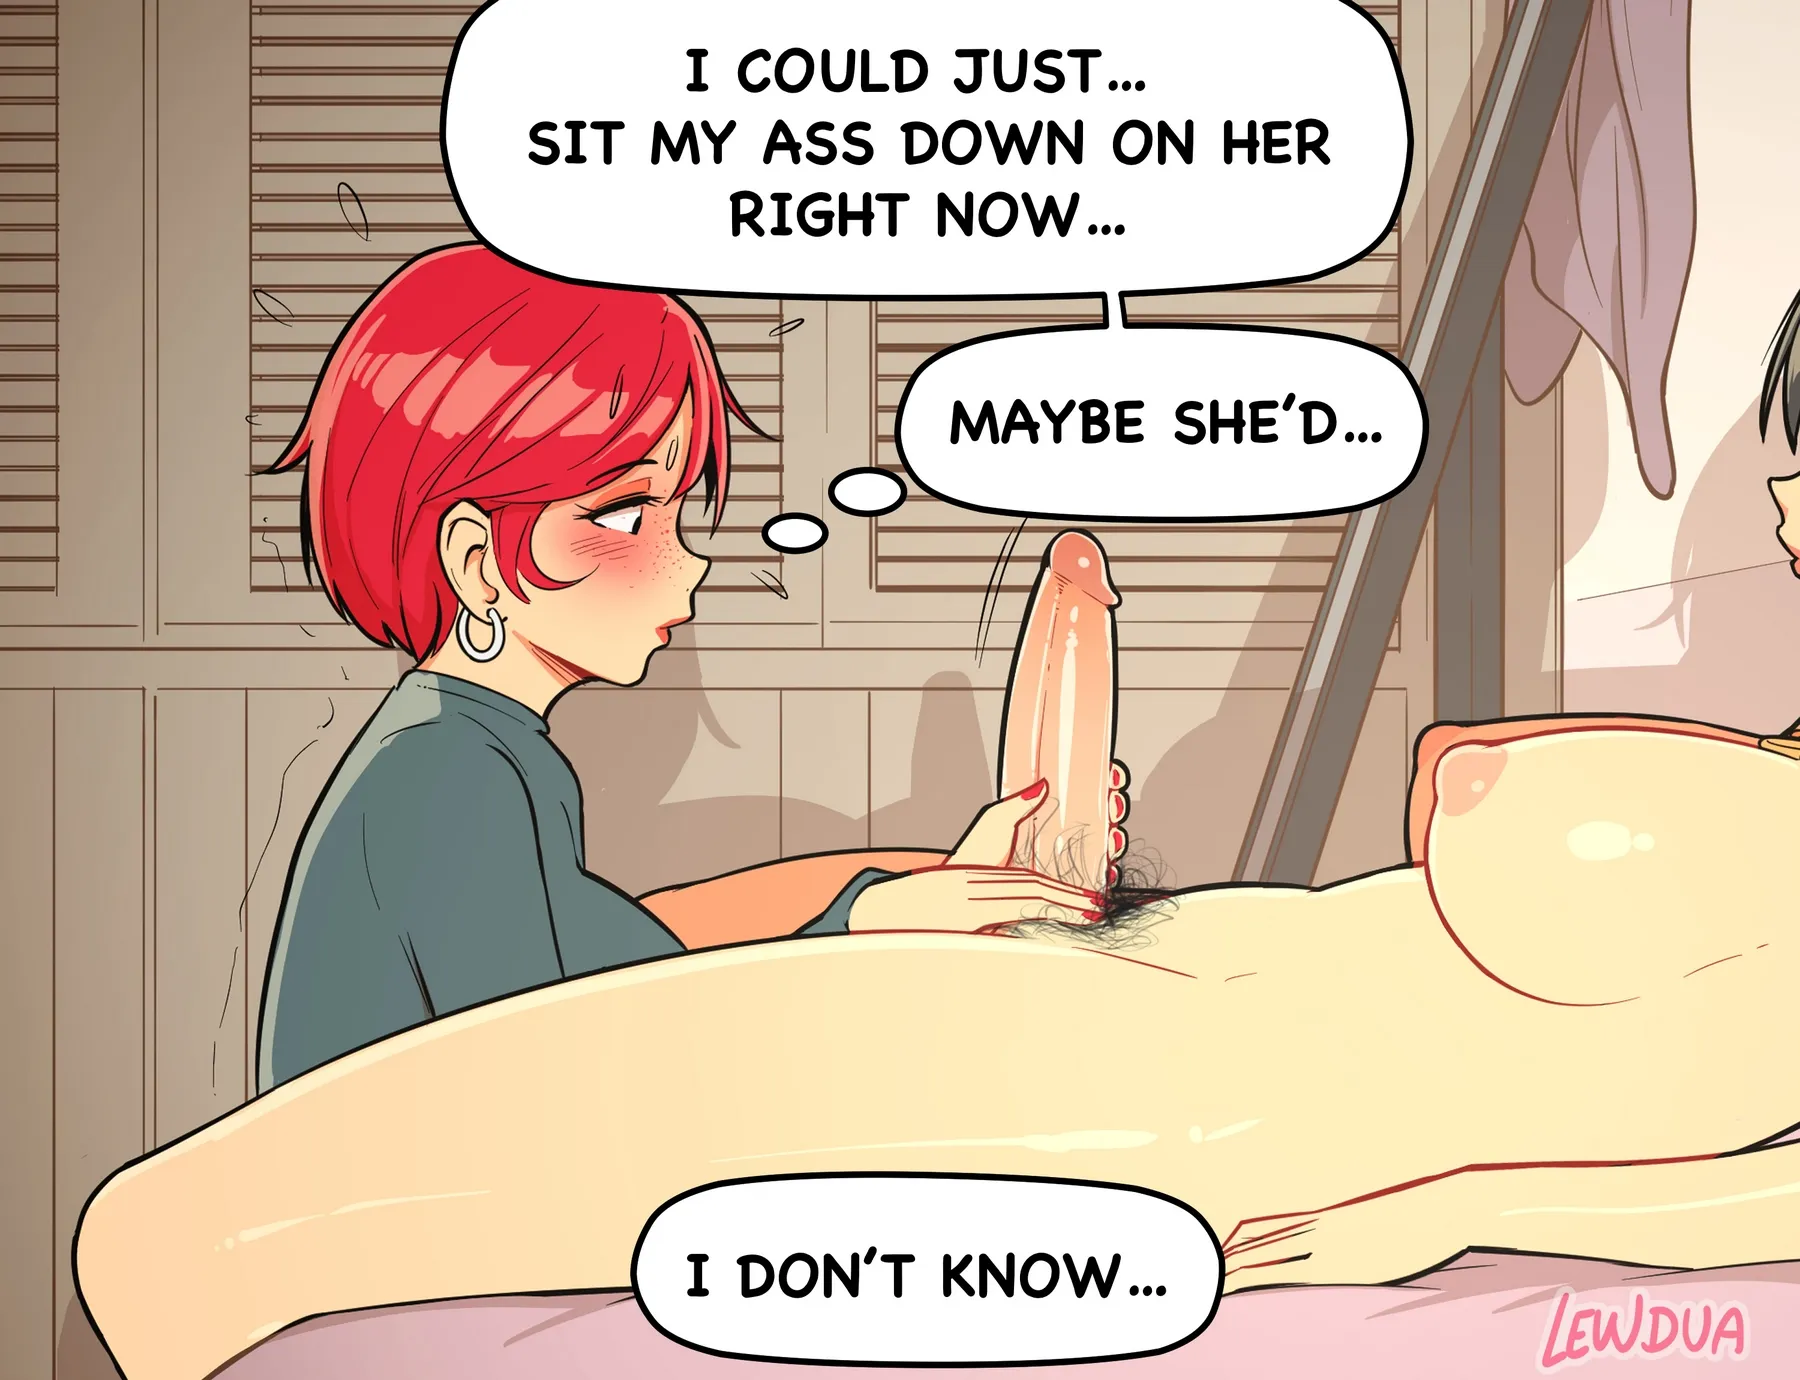 I COULD JUST...
SIT MY ASS DOWN ON HER
RIGHT NOW...
MAYBE SHE'D...
I DON'T KNOW...
LEWDUA